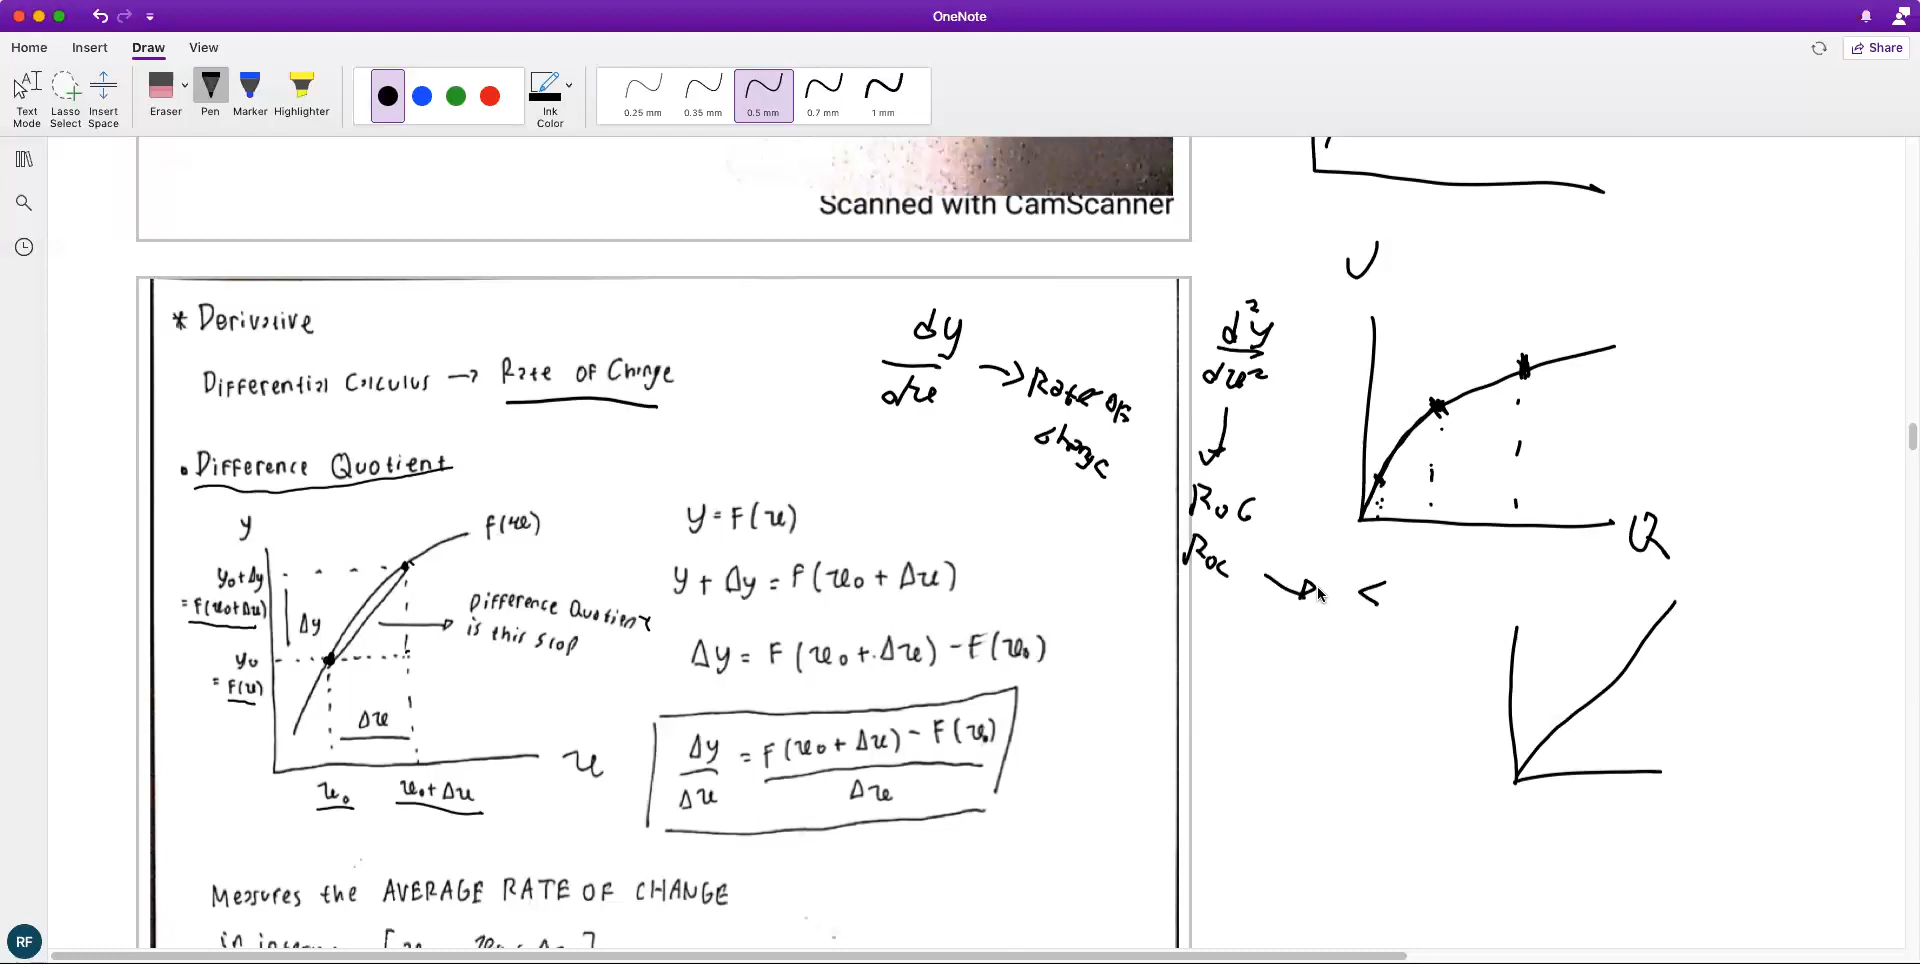 OneNote
Home Insert Draw View
Share
Text Mode
Lasso Select
Insert Space
Eraser
Pen
Marker
Highlighter
Ink Color
0.25 mm
0.35 mm
0.5 mm
0.7 mm
1 mm
Scanned with CamScanner
* Derivative
Differential Calculus → Rate of Change
dy
dx
→ Rate of
change
• Difference Quotient
y
f(x)
y₀+Δy
= F(x₀+Δx)
Δy
y₀
= F(x)
Difference Quotient
is this slop
Δx
x
x₀
x₀+Δx
y = F(x)
y + Δy = F(x₀ + Δx)
Δy = F(x₀ + Δx) - F(x₀)
Δy/Δx = F(x₀ + Δx) - F(x₀) / Δx
Measures the AVERAGE RATE OF CHANGE
d²y
dx²
RoC
RoC
<
U
Q
RF